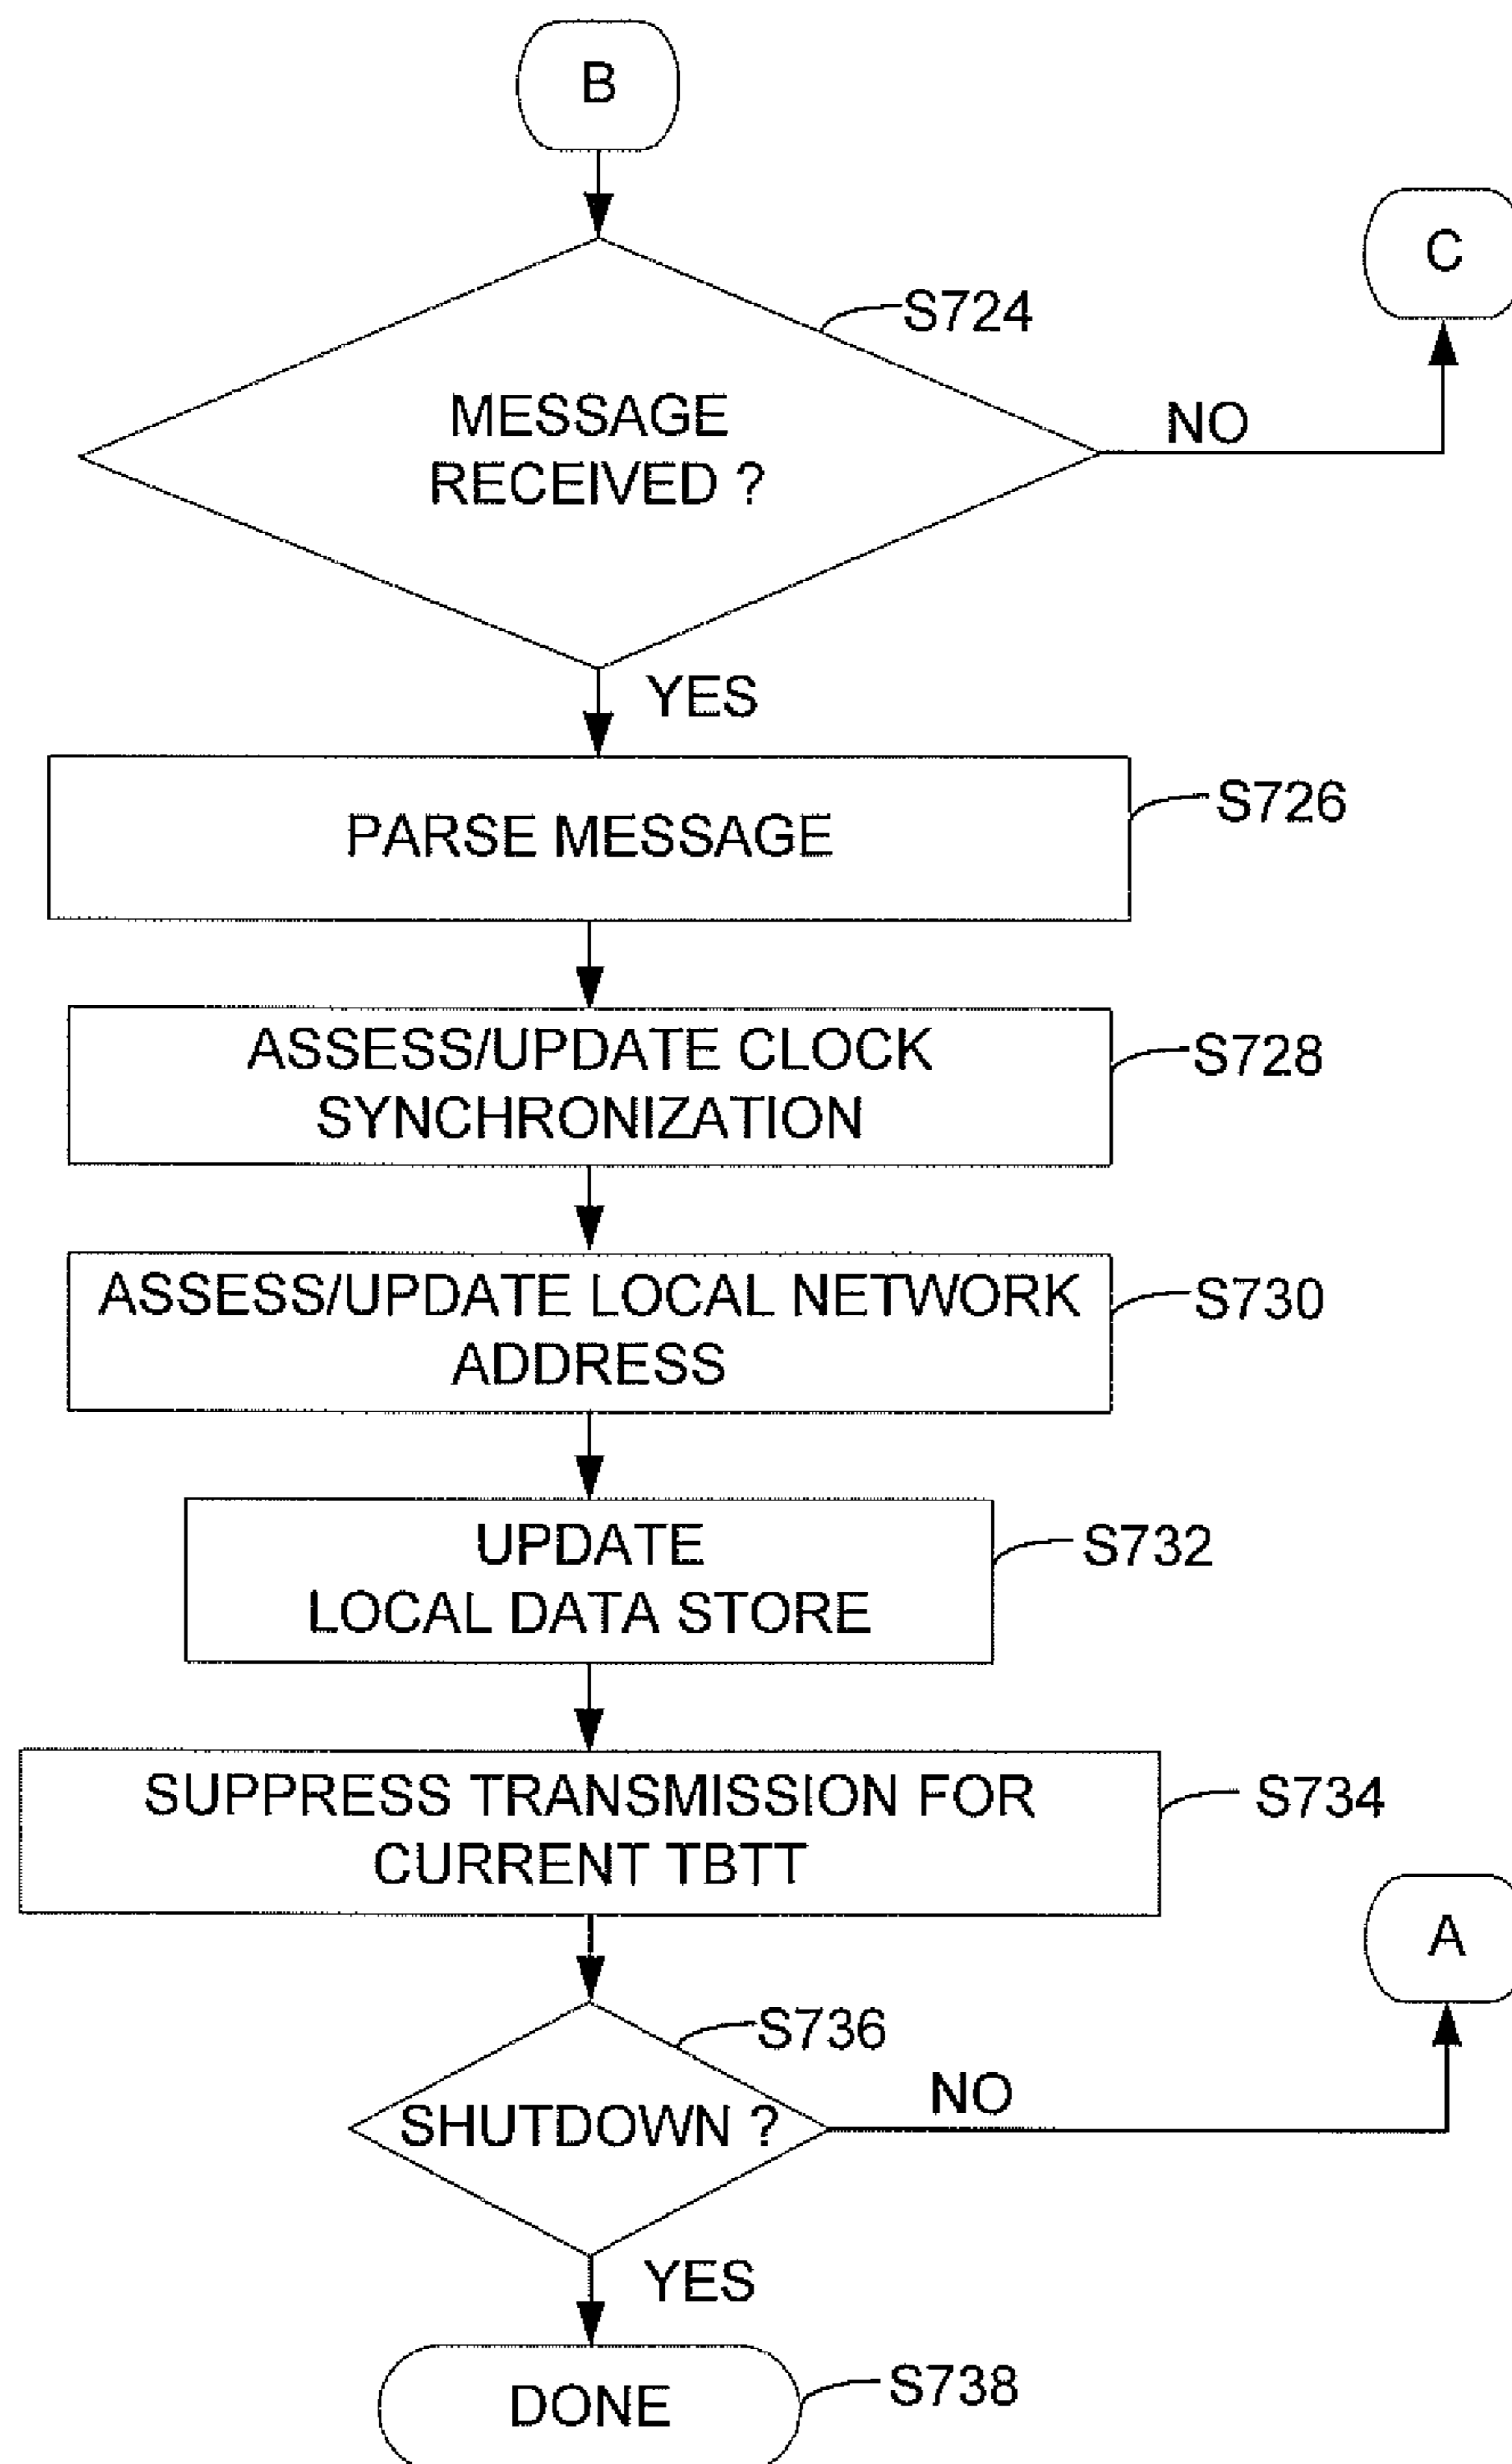 B
C
S724
MESSAGE
RECEIVED ?
NO
YES
PARSE MESSAGE
S726
ASSESS/UPDATE CLOCK
SYNCHRONIZATION
S728
ASSESS/UPDATE LOCAL NETWORK
ADDRESS
S730
UPDATE
LOCAL DATA STORE
S732
SUPPRESS TRANSMISSION FOR
CURRENT TBTT
S734
A
S736
SHUTDOWN ?
NO
YES
DONE
S738